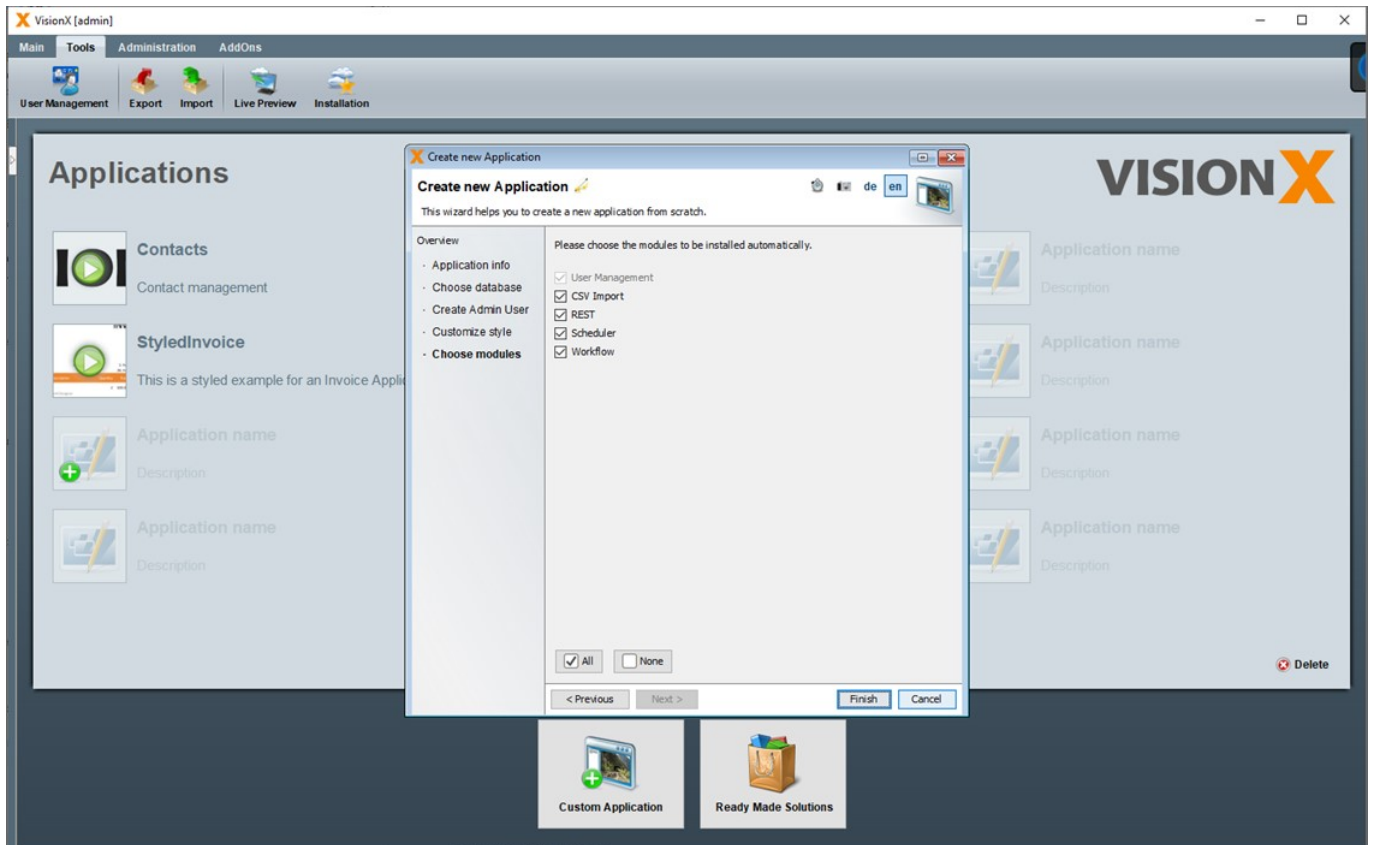 VisionX [admin]
Main Tools Administration AddOns
User Management Export Import Live Preview Installation
Applications
VISIONX
Contacts
Contact management
StyledInvoice
This is a styled example for an Invoice Appli
Application name
Description
Application name
Description
Create new Application
Create new Application
de en
This wizard helps you to create a new application from scratch.
Overview
· Application info
· Choose database
· Create Admin User
· Customize style
· Choose modules
Please choose the modules to be installed automatically.
User Management
CSV Import
REST
Scheduler
Workflow
All None
< Previous Next > Finish Cancel
Application name
Description
Application name
Description
Application name
Description
Application name
Description
Delete
Custom Application
Ready Made Solutions